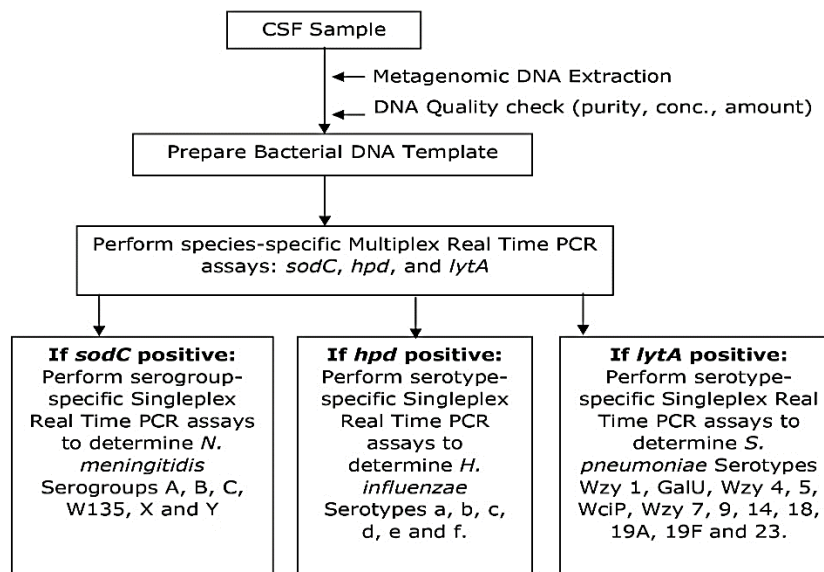 CSF Sample
Metagenomic DNA Extraction
DNA Quality check (purity, conc., amount)
Prepare Bacterial DNA Template
Perform species-specific Multiplex Real Time PCR
assays: sodC, hpd, and lytA
If sodC positive:
Perform serogroup-
specific Singleplex
Real Time PCR assays
to determine N.
meningitidis
Serogroups A, B, C,
W135, X and Y
If hpd positive:
Perform serotype-
specific Singleplex
Real Time PCR
assays to
determine H.
influenzae
Serotypes a, b, c,
d, e and f.
If lytA positive:
Perform serotype-
specific Singleplex Real
Time PCR assays to
determine S.
pneumoniae Serotypes
Wzy 1, GalU, Wzy 4, 5,
WciP, Wzy 7, 9, 14, 18,
19A, 19F and 23.